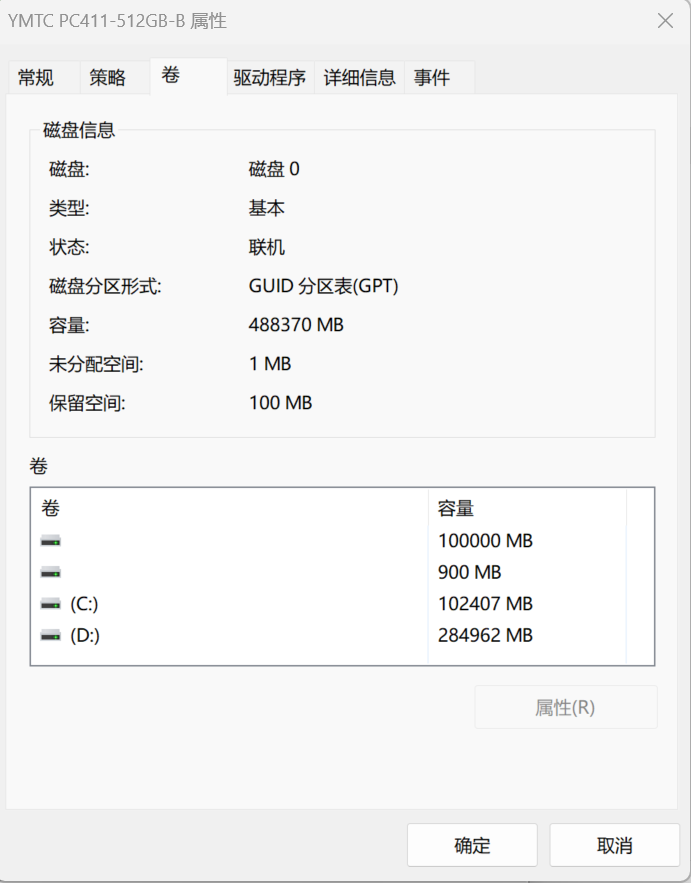 YMTC PC411-512GB-B 属性
常规 策略 卷 驱动程序 详细信息 事件
磁盘信息
磁盘: 磁盘 0
类型: 基本
状态: 联机
磁盘分区形式: GUID 分区表(GPT)
容量: 488370 MB
未分配空间: 1 MB
保留空间: 100 MB
卷
卷 容量
100000 MB
900 MB
(C:) 102407 MB
(D:) 284962 MB
属性(R)
确定 取消